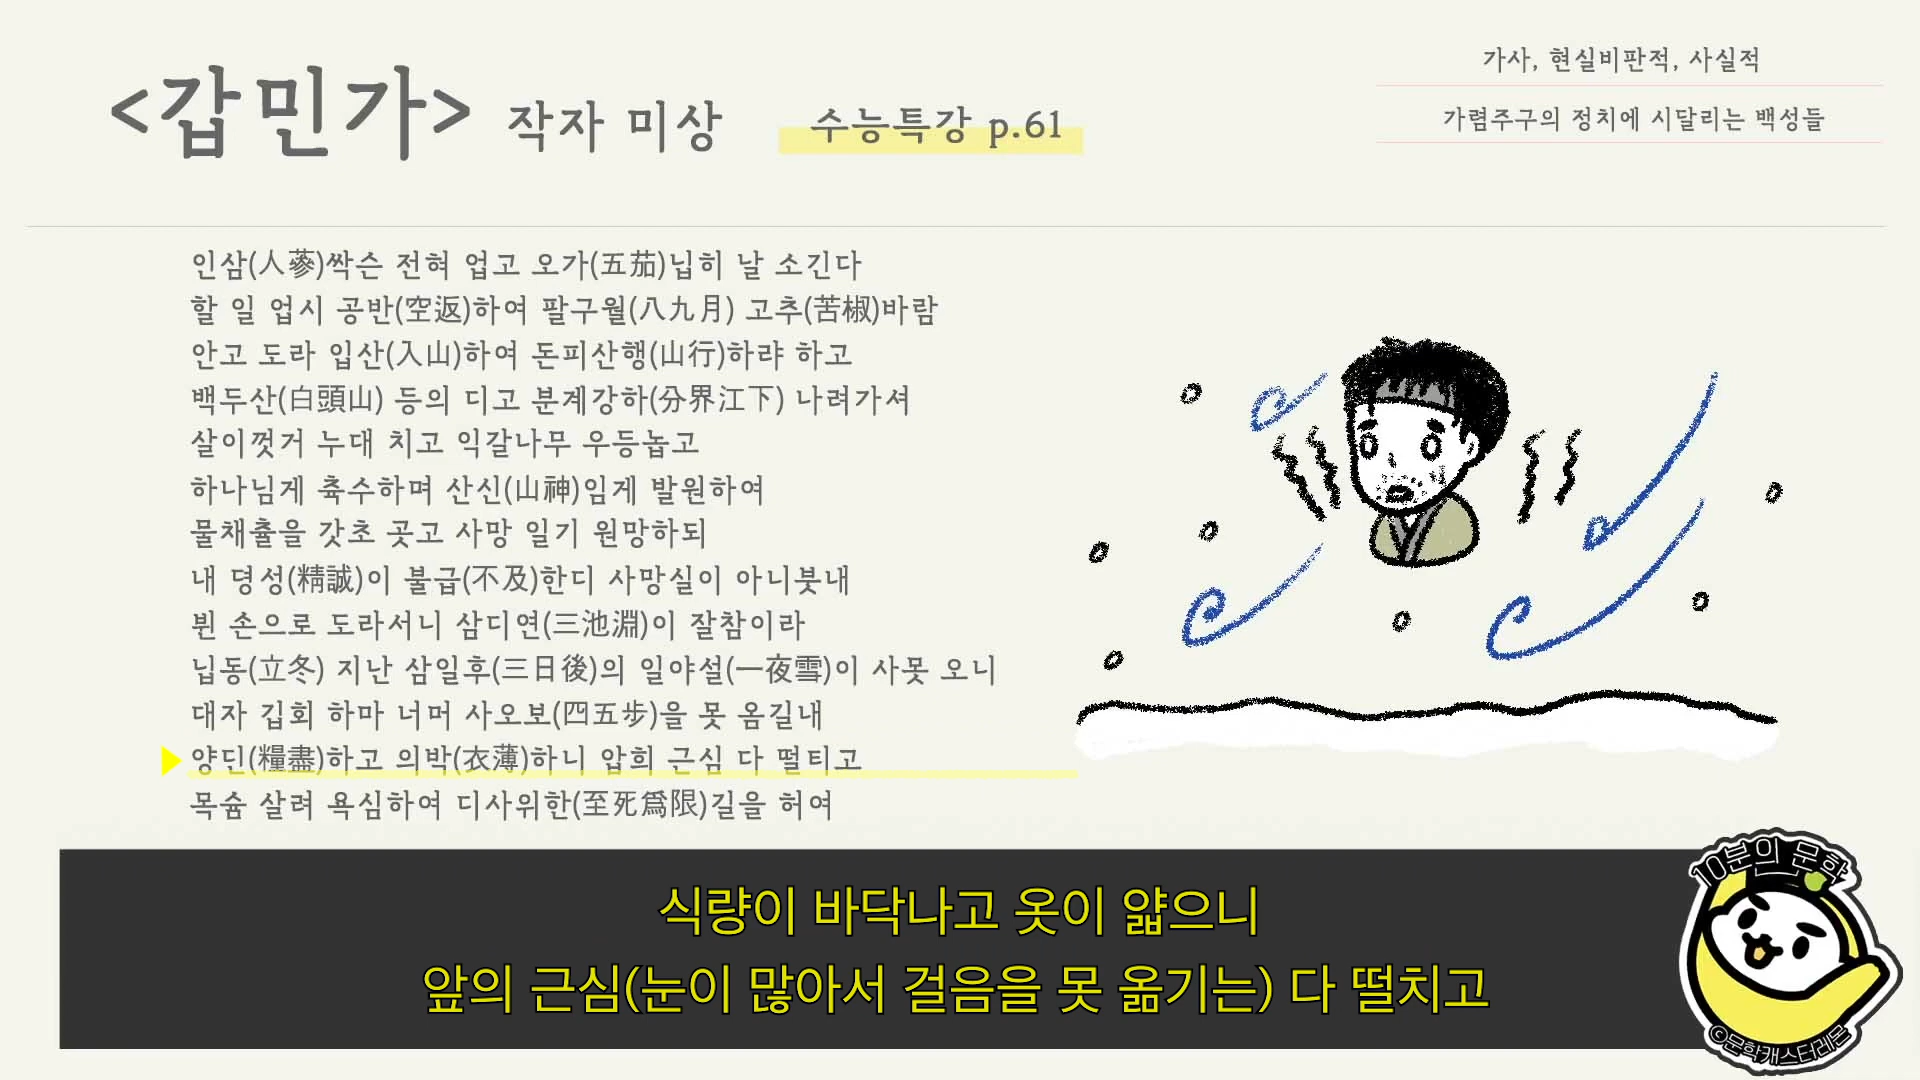 <갑민가> 작자 미상 수능특강 p.61
가사, 현실비판적, 사실적
가렴주구의 정치에 시달리는 백성들
인삼(人蔘)싹슨 전혀 업고 오가(五茄)닙히 날 소긴다
할 일 업시 공반(空返)하여 팔구월(八九月) 고추(苦椒)바람
안고 도라 입산(入山)하여 돈피산행(山行)하랴 하고
백두산(白頭山) 등의 디고 분계강하(分界江下) 나려가셔
살이껏거 누대 치고 익갈나무 우등놉고
하나님게 츅수하며 산신(山神)임게 발원하여
물채츌을 갓초 곳고 사망 일기 원망하되
내 뎡성(精誠)이 불급(不及)한디 사망실이 아니붓내
뷘 손으로 도라서니 삼디연(三池淵)이 잘참이라
닙동(立冬) 지난 삼일후(三日後)의 일야설(一夜雪)이 사못 오니
대자 깁회 하마 너머 사오보(四五步)을 못 옴길내
양딘(糧盡)하고 의박(衣薄)하니 압희 근심 다 떨티고
목슘 살려 욕심하여 디사위한(至死爲限)길을 허여
식량이 바닥나고 옷이 얇으니
앞의 근심(눈이 많아서 걸음을 못 옮기는) 다 떨치고
10분의 문학
©문학캐스터레몬